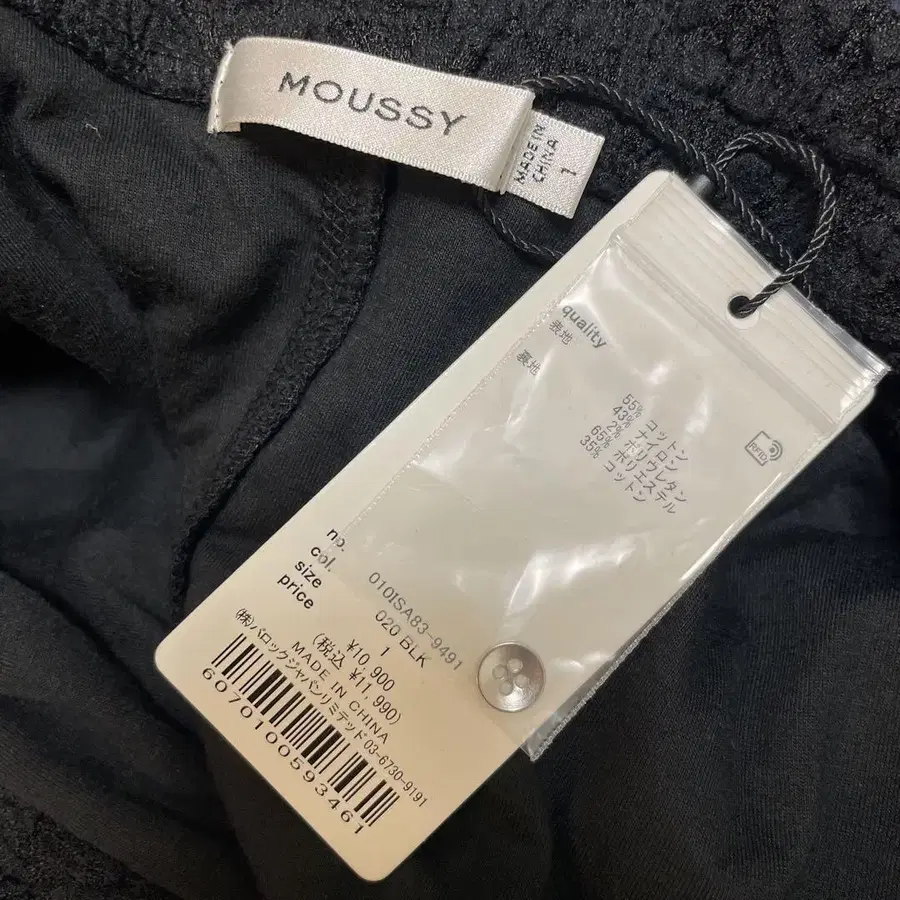 MOUSSY
MADE IN
CHINA
1
quality
表地
裏地
55% コットン
43% ナイロン
2% ポリウレタン
65% ポリエステル
35% コットン
RFID
no. 010ISA83-9491
col. 020 BLK
size 1
price ¥10,900
(税込 ¥11,990)
MADE IN CHINA
(株)バロックジャパンリミテッド 03-6730-9191
6070100593461